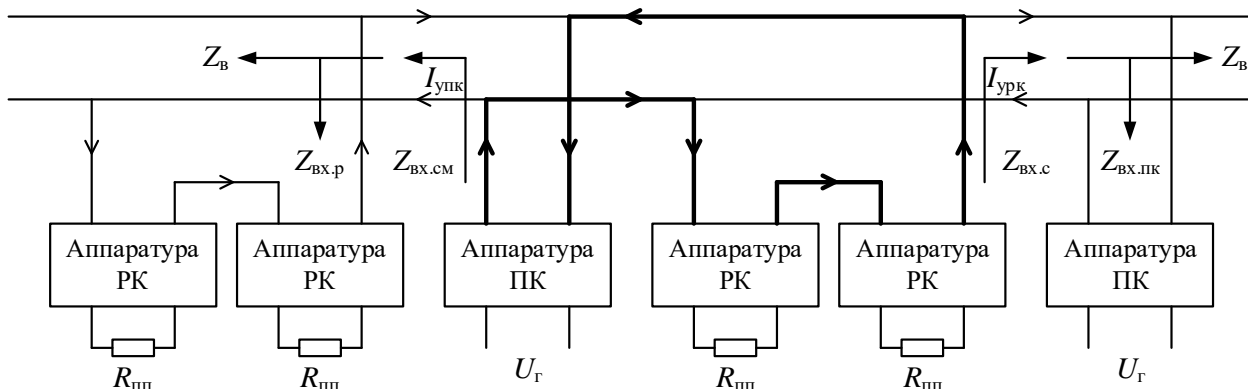 Zв
Iупк
Iурк
Zв
Zвх.р
Zвх.см
Zвх.с
Zвх.пк
Аппаратура
РК
Аппаратура
РК
Аппаратура
ПК
Аппаратура
РК
Аппаратура
РК
Аппаратура
ПК
Rпп
Rпп
Uг
Rпп
Rпп
Uг